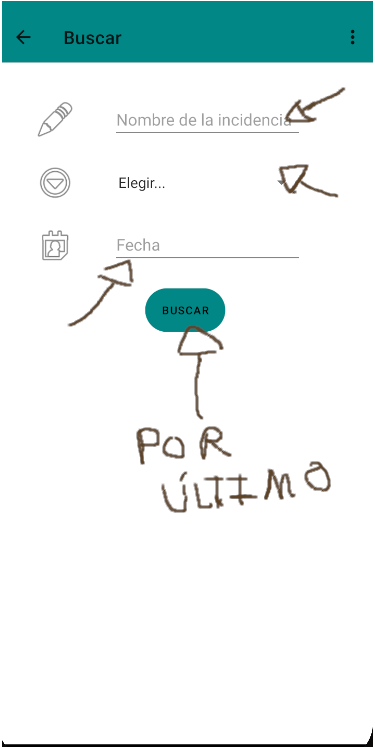 Buscar
Nombre de la incidencia
Elegir...
Fecha
BUSCAR
POR
ÚLTIMO